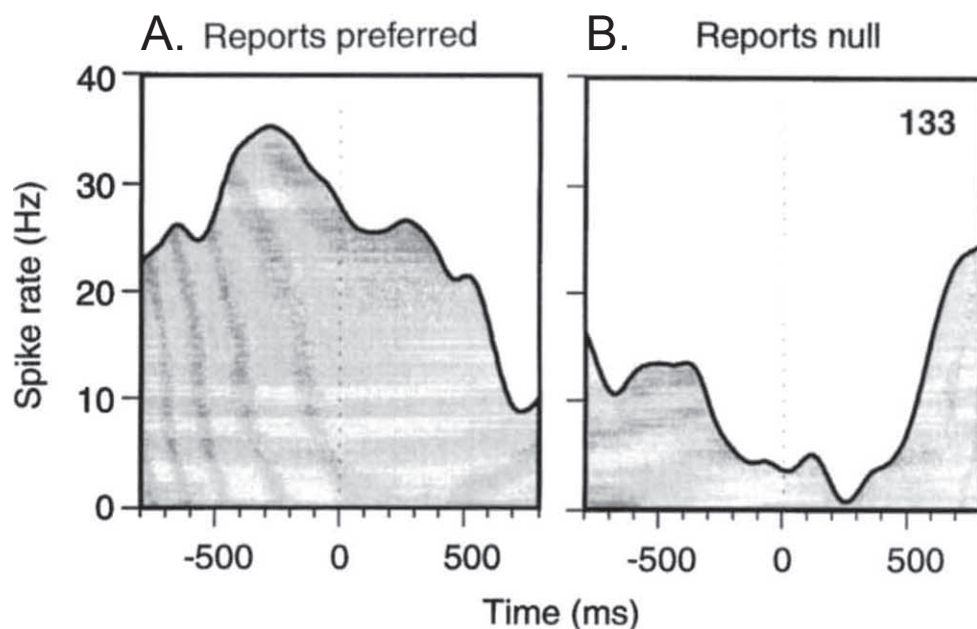 A. Reports preferred
B. Reports null
133
Spike rate (Hz)
40
30
20
10
0
-500 0 500
-500 0 500
Time (ms)